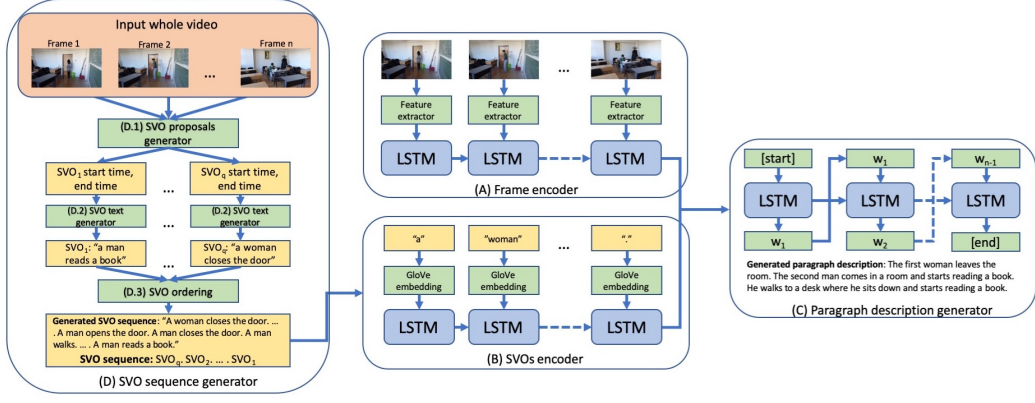 Input whole video
Frame 1
Frame 2
Frame n
...
(D.1) SVO proposals
generator
SVO1 start time,
end time
...
SVOq start time,
end time
(D.2) SVO text
generator
...
(D.2) SVO text
generator
SVO1: “a man
reads a book”
...
SVOq: “a woman
closes the door”
(D.3) SVO ordering
Generated SVO sequence: “A woman closes the door. ...
. A man opens the door. A man closes the door. A man
walks. ... . A man reads a book.”
SVO sequence: SVOq. SVO2. ... . SVO1
(D) SVO sequence generator
...
Feature
extractor
Feature
extractor
Feature
extractor
LSTM
LSTM
LSTM
(A) Frame encoder
“a”
“woman”
...
“.”
GloVe
embedding
GloVe
embedding
GloVe
embedding
LSTM
LSTM
LSTM
(B) SVOs encoder
[start]
w1
wn-1
LSTM
LSTM
LSTM
w1
w2
[end]
Generated paragraph description: The first woman leaves the
room. The second man comes in a room and starts reading a book.
He walks to a desk where he sits down and starts reading a book.
(C) Paragraph description generator